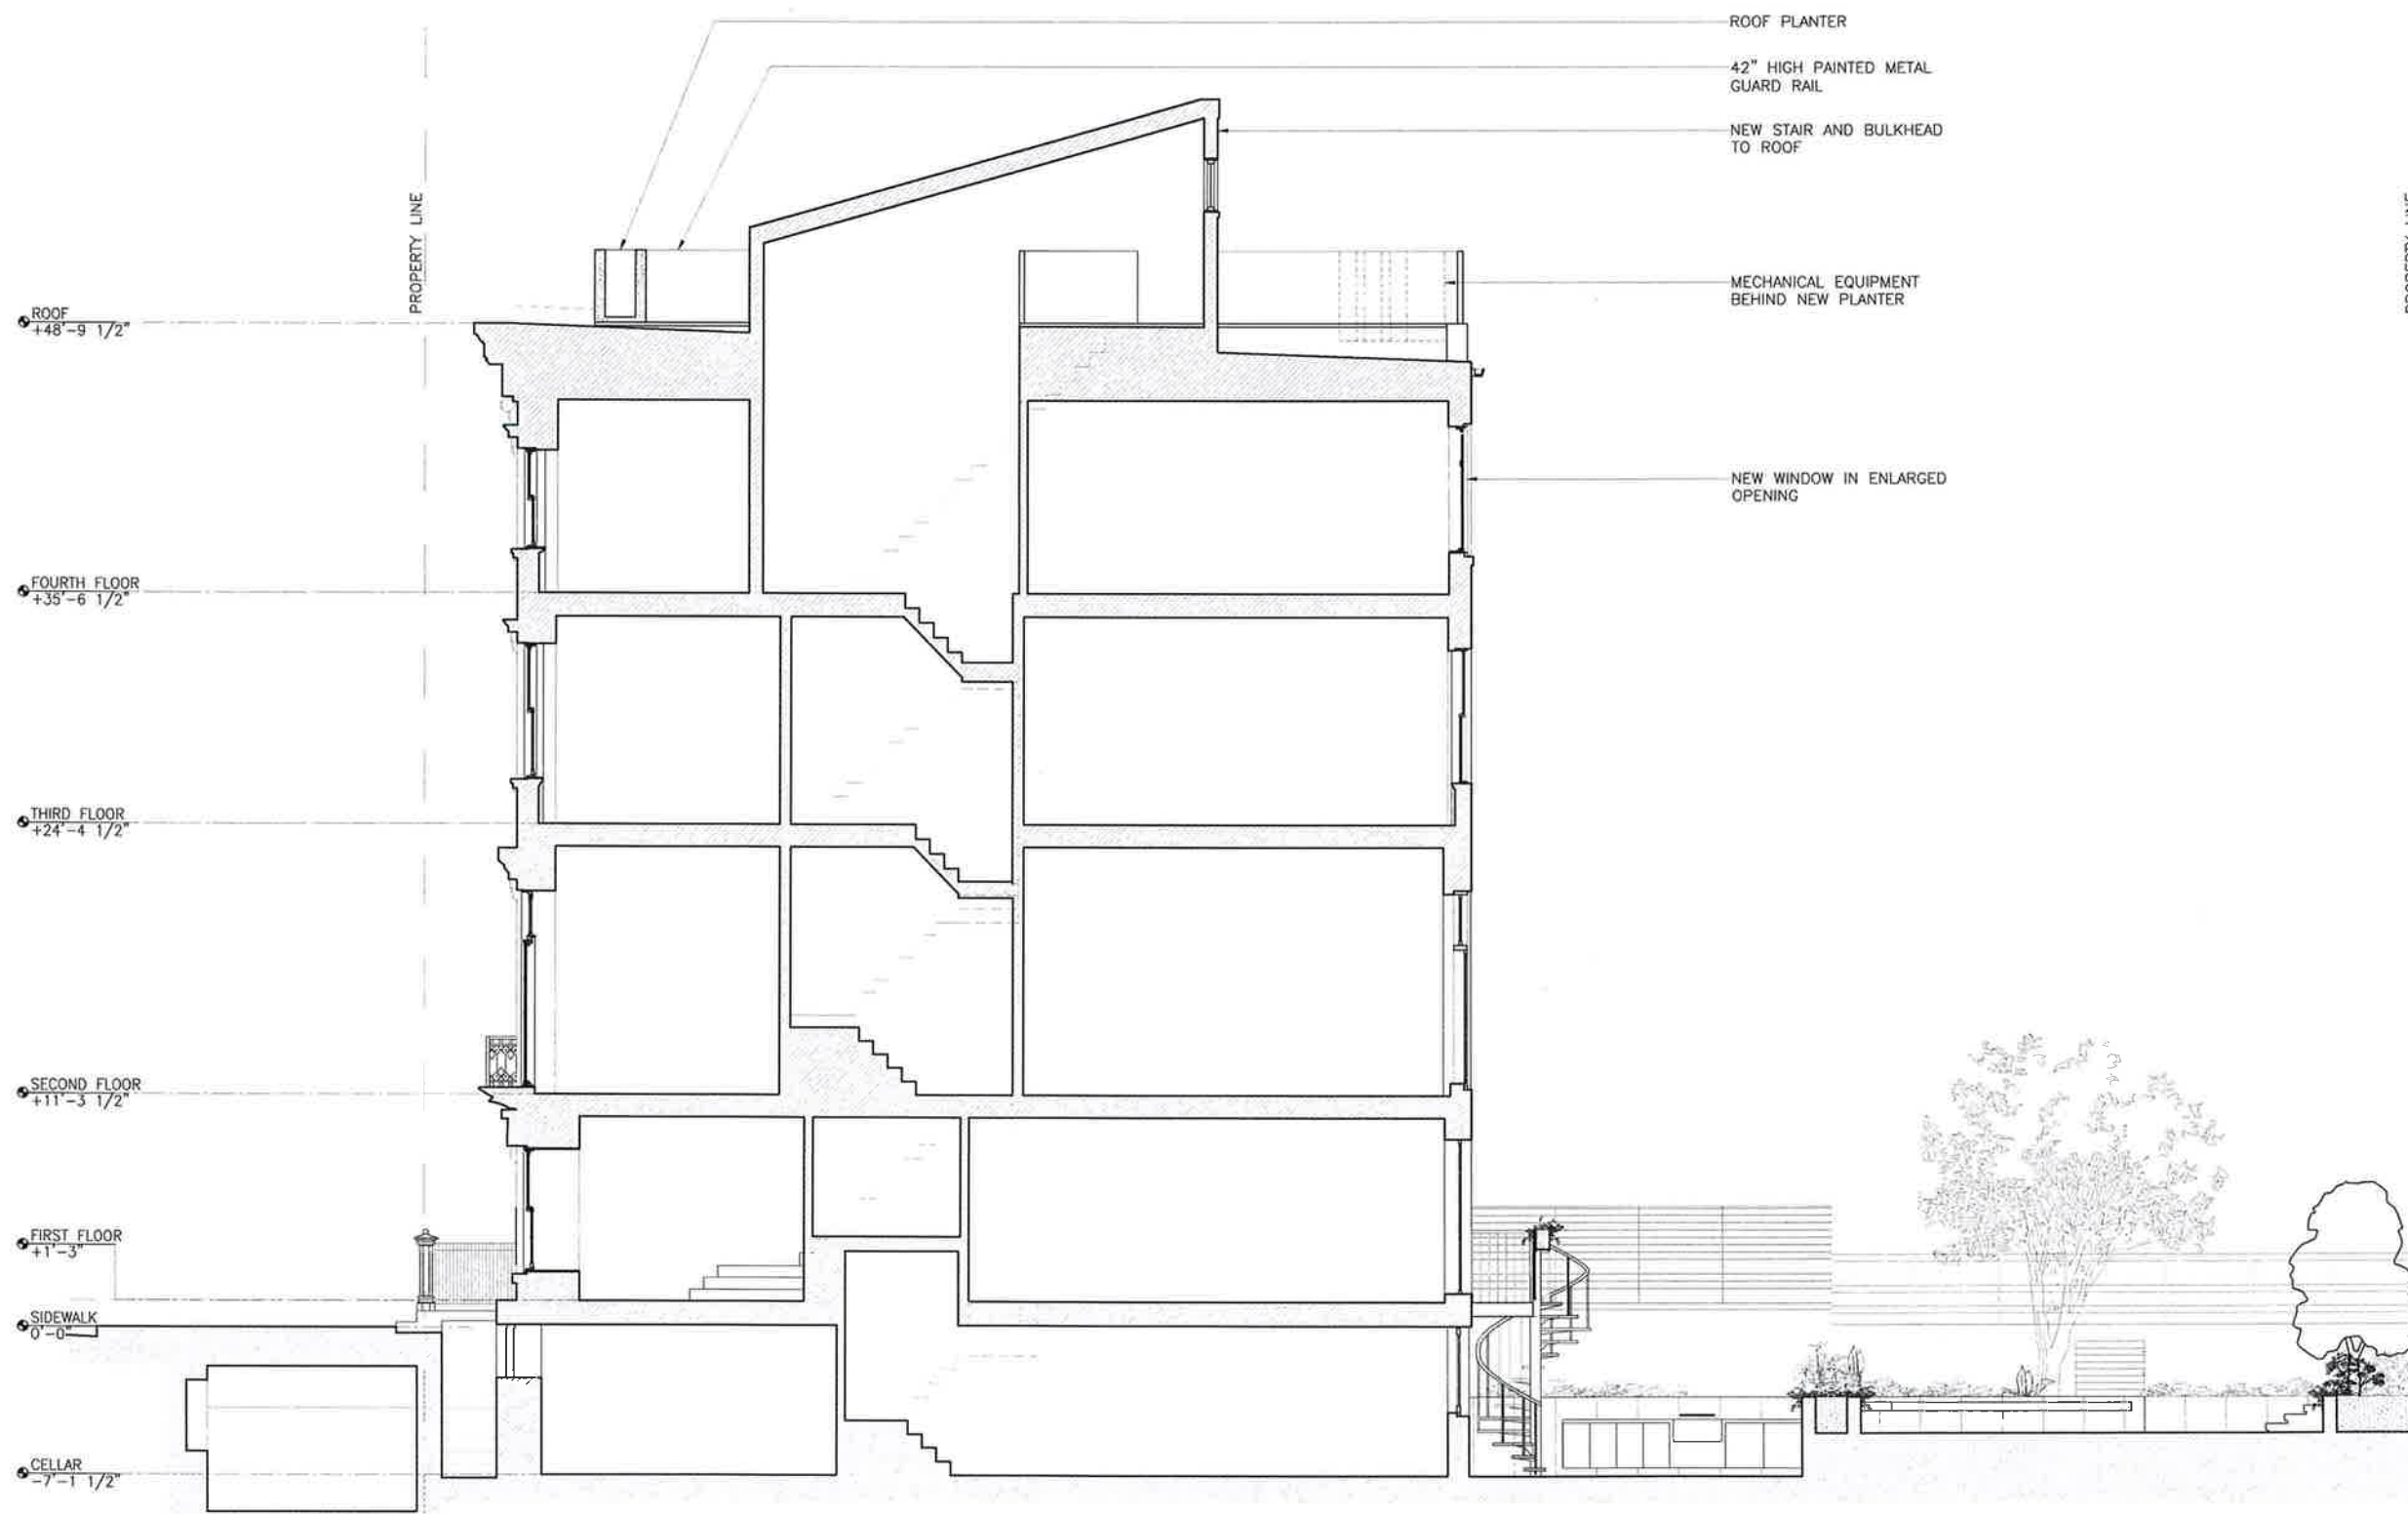 ROOF PLANTER
42" HIGH PAINTED METAL
GUARD RAIL
NEW STAIR AND BULKHEAD
TO ROOF
PROPERTY LINE
PROPERTY LINE
MECHANICAL EQUIPMENT
BEHIND NEW PLANTER
ROOF
+48'-9 1/2"
NEW WINDOW IN ENLARGED
OPENING
FOURTH FLOOR
+35'-6 1/2"
THIRD FLOOR
+24'-4 1/2"
SECOND FLOOR
+11'-3 1/2"
FIRST FLOOR
+1'-3"
SIDEWALK
0'-0"
CELLAR
-7'-1 1/2"